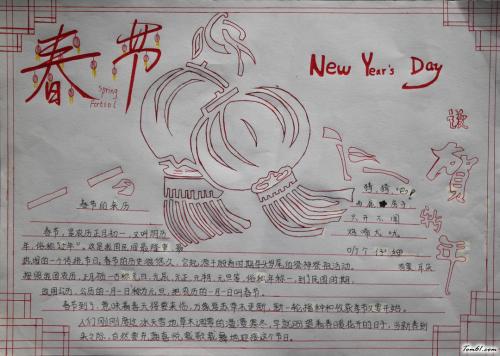 春节
Spring
New Year's Day
谈
贺
新
年
猜猜它!
春节的来历
春节,是农历正月初一,又叫阴历
年,俗称"过年"。这是我国民间最隆重、最
热闹的一个传统节日。春节的历史很悠久,它起源于殷商时期年头岁尾的祭神祭祖活动。
按照我国农历,正月初一古称元日、元辰、元正、元朔、元旦等,俗称年初一,到了民国时期,
改用公历,公历的一月一日称为元旦,把农历的一月一日叫春节。
春节到了,意味着春天将要来临,万象复苏草木更新,新一轮播种和收获季节又要开始。
人们刚刚度过冰天雪地草木凋零的漫漫寒冬,早就盼望着春暖花开的日子,当新春到
来之际,自然要充满喜悦载歌载舞地迎接这个节日。
Tom61.com